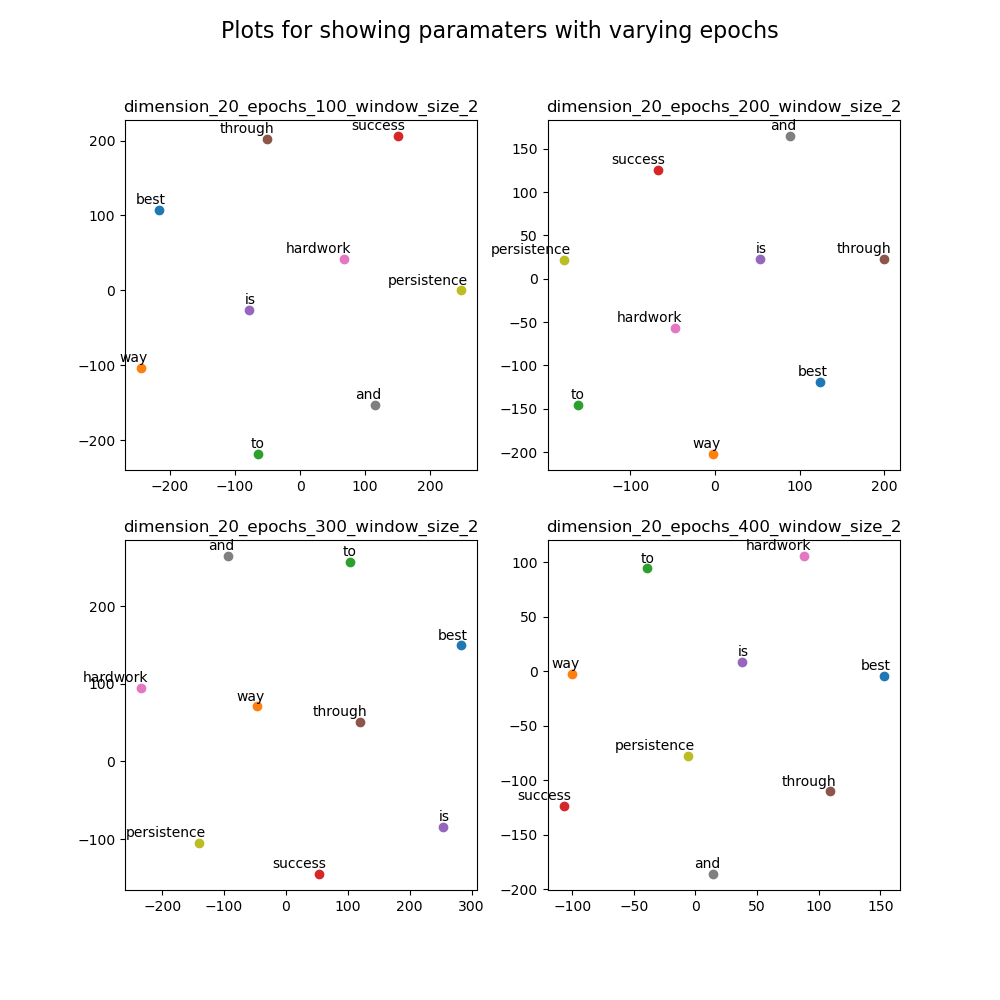 Plots for showing paramaters with varying epochs
dimension_20_epochs_100_window_size_2
through
success
best
hardwork
persistence
is
way
and
to
200
100
0
−100
−200
−200
−100
0
100
200
dimension_20_epochs_200_window_size_2
and
success
persistence
is
through
hardwork
best
to
way
150
100
50
0
−50
−100
−150
−200
−100
0
100
200
dimension_20_epochs_300_window_size_2
and
to
best
hardwork
way
through
persistence
is
success
200
100
0
−100
−200
−100
0
100
200
300
dimension_20_epochs_400_window_size_2
hardwork
to
is
way
best
persistence
through
success
and
100
50
0
−50
−100
−150
−200
−100
−50
0
50
100
150